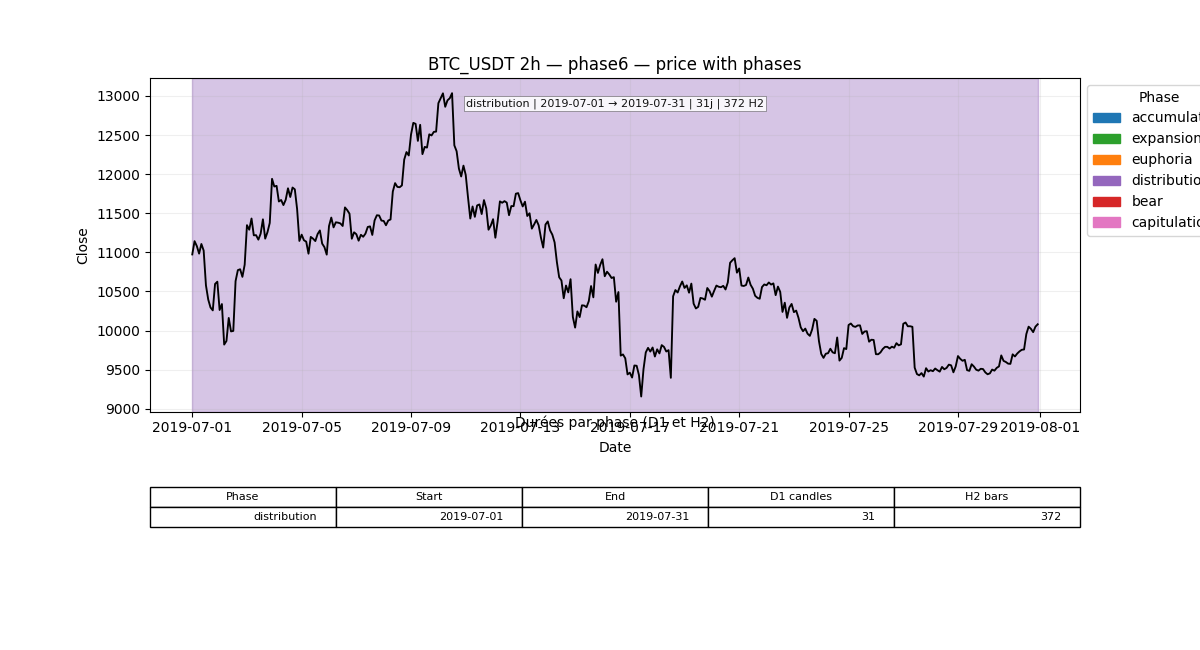 BTC_USDT 2h — phase6 — price with phases
13000
12500
12000
11500
11000
10500
10000
9500
9000
Close
distribution | 2019-07-01 → 2019-07-31 | 31j | 372 H2
Phase
accumulat
expansion
euphoria
distributio
bear
capitulatio
2019-07-01 2019-07-05 2019-07-09 2019-07-13 2019-07-17 2019-07-21 2019-07-25 2019-07-29 2019-08-01
Durées par phase (D1 et H2)
Date
Phase Start End D1 candles H2 bars
distribution 2019-07-01 2019-07-31 31 372